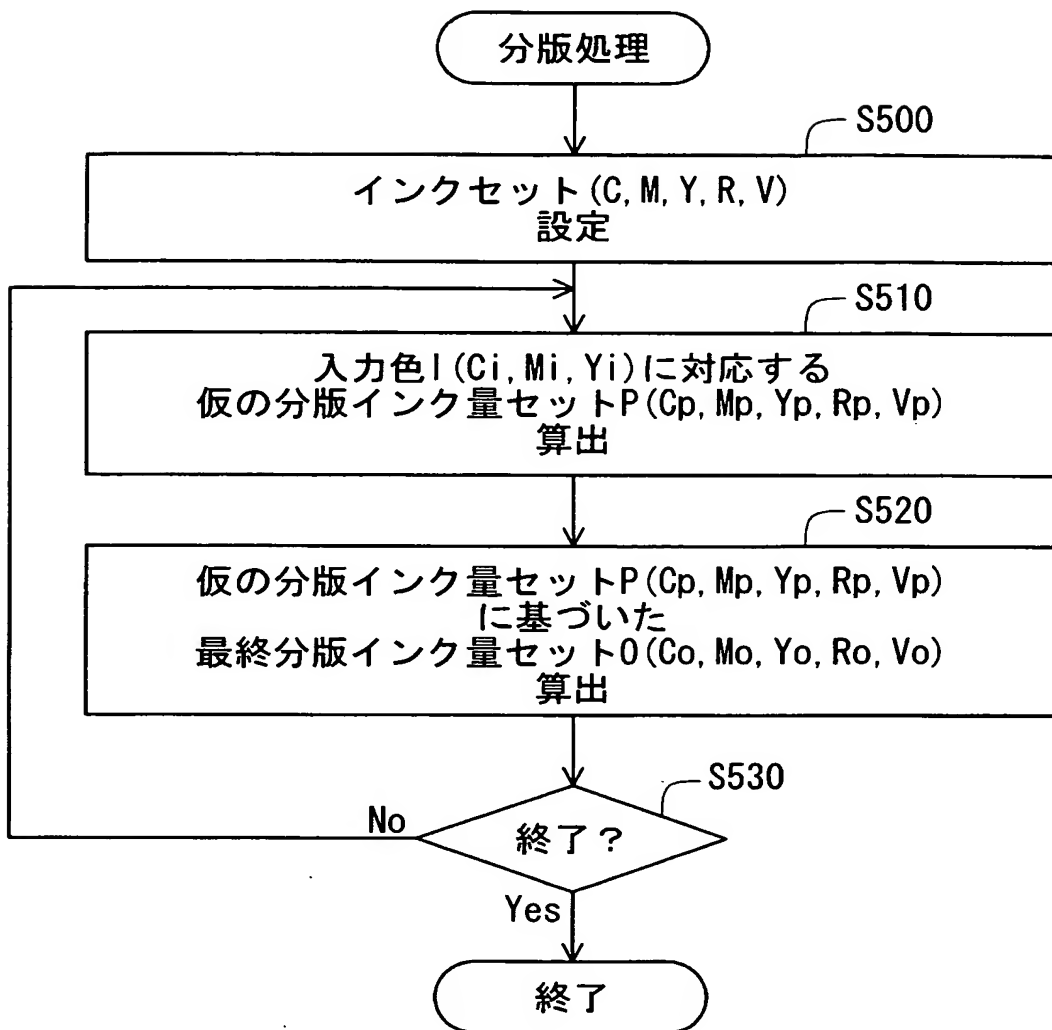 分版処理
S500
インクセット(C,M,Y,R,V)
設定
S510
入力色I(Ci,Mi,Yi)に対応する
仮の分版インク量セットP(Cp,Mp,Yp,Rp,Vp)
算出
S520
仮の分版インク量セットP(Cp,Mp,Yp,Rp,Vp)
に基づいた
最終分版インク量セットO(Co,Mo,Yo,Ro,Vo)
算出
S530
No
終了?
Yes
終了